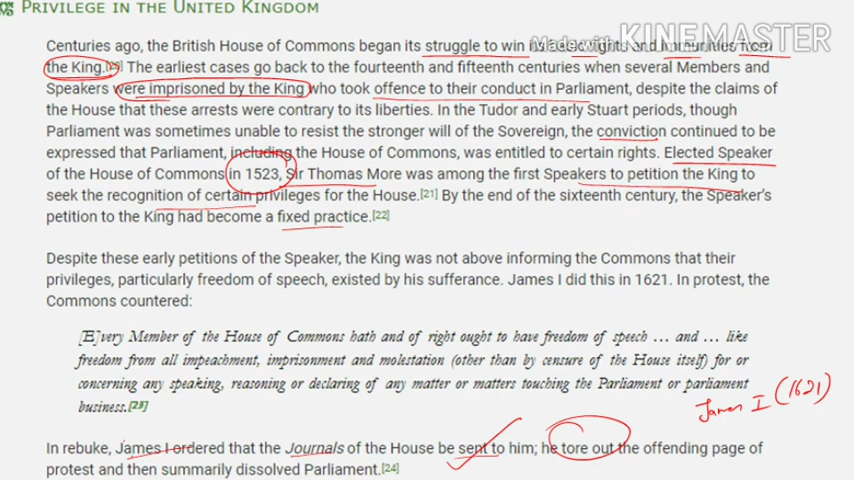 PRIVILEGE IN THE UNITED KINGDOM
Made with KINEMASTER
Centuries ago, the British House of Commons began its struggle to win its basic rights and immunities from
the King.[20] The earliest cases go back to the fourteenth and fifteenth centuries when several Members and
Speakers were imprisoned by the King who took offence to their conduct in Parliament, despite the claims of
the House that these arrests were contrary to its liberties. In the Tudor and early Stuart periods, though
Parliament was sometimes unable to resist the stronger will of the Sovereign, the conviction continued to be
expressed that Parliament, including the House of Commons, was entitled to certain rights. Elected Speaker
of the House of Commons in 1523, Sir Thomas More was among the first Speakers to petition the King to
seek the recognition of certain privileges for the House.[21] By the end of the sixteenth century, the Speaker's
petition to the King had become a fixed practice.[22]
Despite these early petitions of the Speaker, the King was not above informing the Commons that their
privileges, particularly freedom of speech, existed by his sufferance. James I did this in 1621. In protest, the
Commons countered:
[E]very Member of the House of Commons hath and of right ought to have freedom of speech … and … like
freedom from all impeachment, imprisonment and molestation (other than by censure of the House itself) for or
concerning any speaking, reasoning or declaring of any matter or matters touching the Parliament or parliament
business.[23]
James I (1621)
In rebuke, James I ordered that the Journals of the House be sent to him; he tore out the offending page of
protest and then summarily dissolved Parliament.[24]